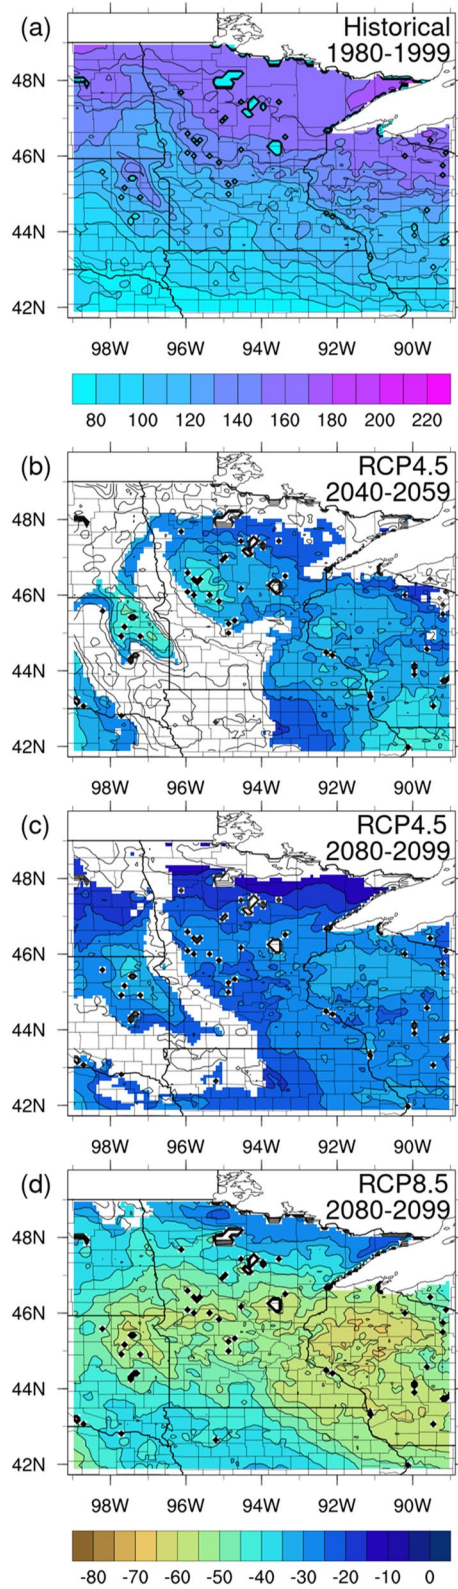 (a)
Historical
1980-1999
48N
46N
44N
42N
98W 96W 94W 92W 90W
80 100 120 140 160 180 200 220
(b)
RCP4.5
2040-2059
48N
46N
44N
42N
98W 96W 94W 92W 90W
(c)
RCP4.5
2080-2099
48N
46N
44N
42N
98W 96W 94W 92W 90W
(d)
RCP8.5
2080-2099
48N
46N
44N
42N
98W 96W 94W 92W 90W
-80 -70 -60 -50 -40 -30 -20 -10 0